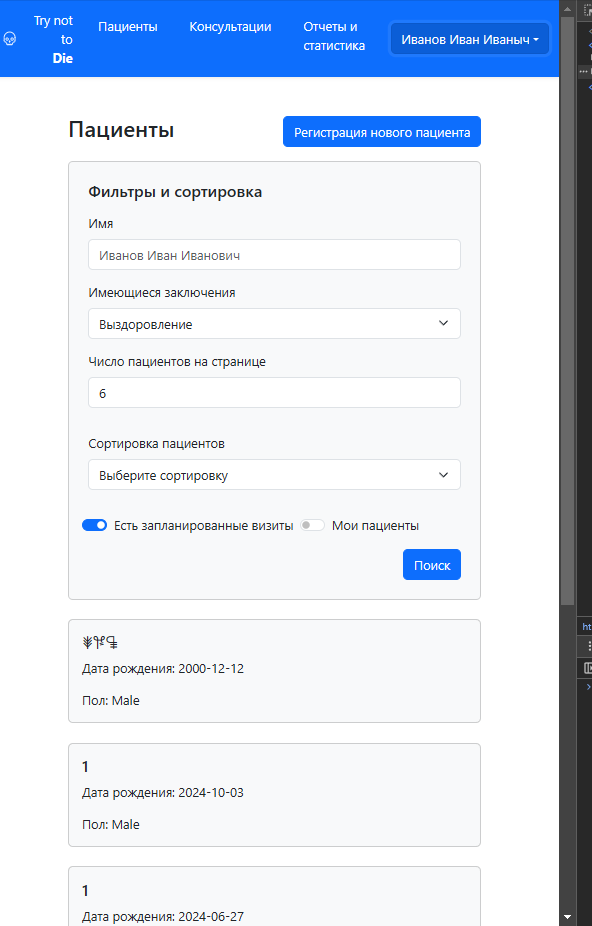 Try not
to
Die
Пациенты
Консультации
Отчеты и
статистика
Иванов Иван Иваныч
Пациенты
Регистрация нового пациента
Фильтры и сортировка
Имя
Иванов Иван Иванович
Имеющиеся заключения
Выздоровление
Число пациентов на странице
6
Сортировка пациентов
Выберите сортировку
Есть запланированные визиты
Мои пациенты
Поиск
Дата рождения: 2000-12-12
Пол: Male
1
Дата рождения: 2024-10-03
Пол: Male
1
Дата рождения: 2024-06-27